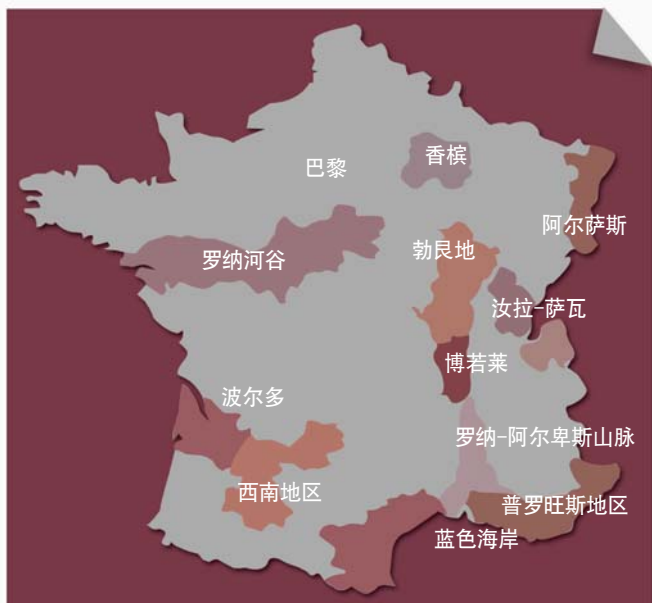 香槟
巴黎
阿尔萨斯
罗纳河谷
勃艮地
汝拉-萨瓦
博若莱
波尔多
罗纳-阿尔卑斯山脉
西南地区
普罗旺斯地区
蓝色海岸